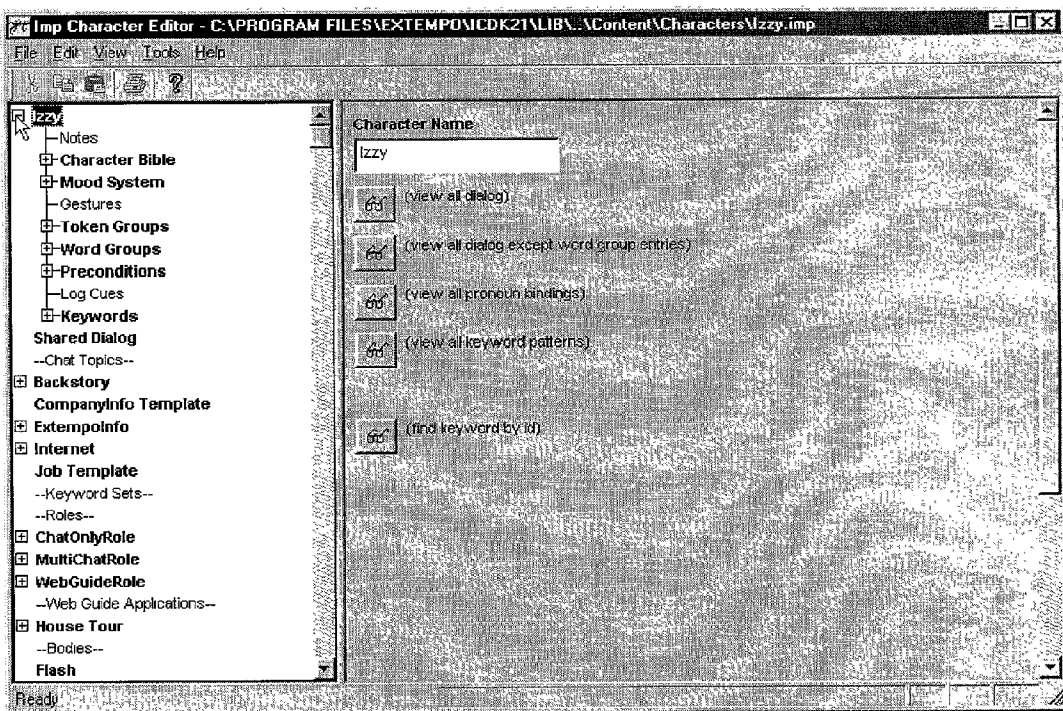 Imp Character Editor - C:\PROGRAM FILES\EXTEMPO\ICDK21\LIB\..\Content\Characters\Izzy.imp
File Edit View Tools Help
Izzy
Notes
Character Bible
Mood System
Gestures
Token Groups
Word Groups
Preconditions
Log Cues
Keywords
Shared Dialog
--Chat Topics--
Backstory
CompanyInfo Template
ExtempoInfo
Internet
Job Template
--Keyword Sets--
--Roles--
ChatOnlyRole
MultiChatRole
WebGuideRole
--Web Guide Applications--
House Tour
--Bodies--
Flash
Character Name
Izzy
(view all dialog)
(view all dialog except word group entries)
(view all pronoun bindings)
(view all keyword patterns)
(find keyword by id)
Ready